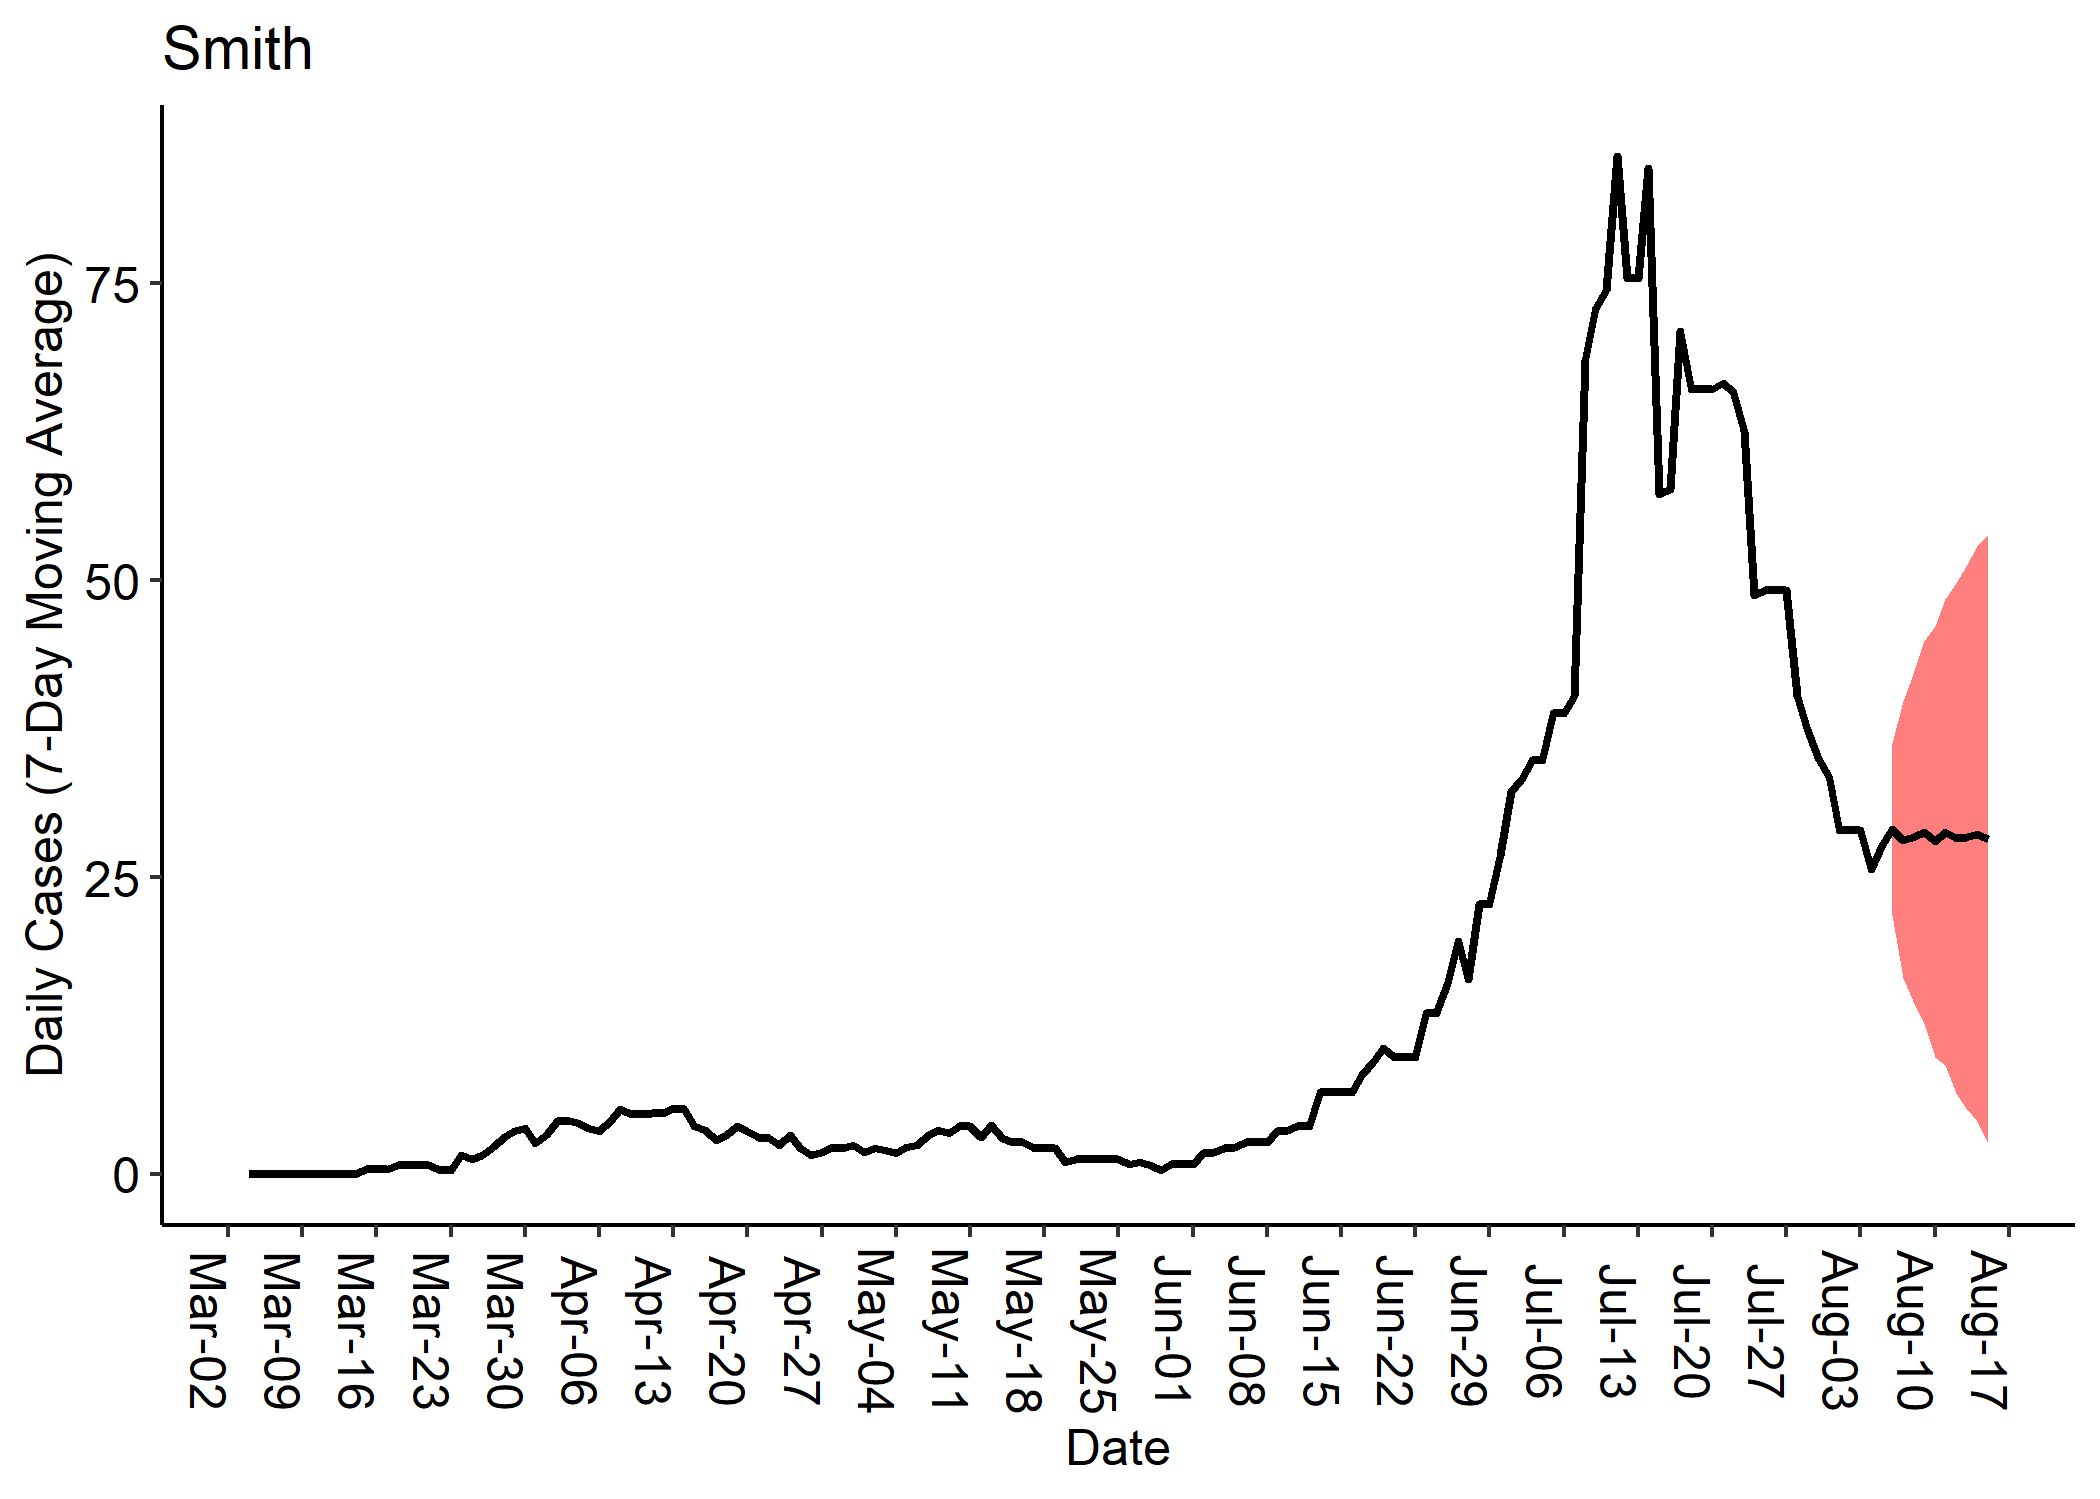 Smith
Daily Cases (7-Day Moving Average)
75
50
25
0
Mar-02
Mar-09
Mar-16
Mar-23
Mar-30
Apr-06
Apr-13
Apr-20
Apr-27
May-04
May-11
May-18
May-25
Jun-01
Jun-08
Jun-15
Jun-22
Jun-29
Jul-06
Jul-13
Jul-20
Jul-27
Aug-03
Aug-10
Aug-17
Date